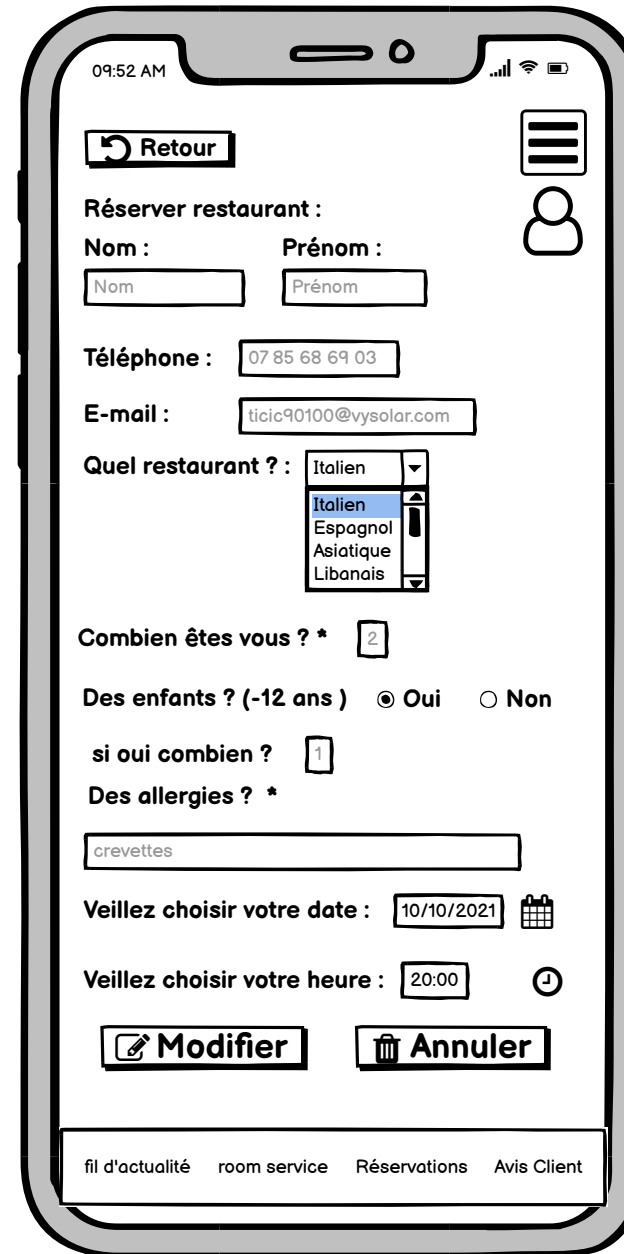 09:52 AM
Retour
Réserver restaurant :
Nom : Prénom :
Nom Prénom
Téléphone : 07 85 68 69 03
E-mail : ticic90100@vysolar.com
Quel restaurant ? : Italien
Italien
Espagnol
Asiatique
Libanais
Combien êtes vous ? * 2
Des enfants ? (-12 ans ) Oui Non
si oui combien ? 1
Des allergies ? *
crevettes
Veillez choisir votre date : 10/10/2021
Veillez choisir votre heure : 20:00
Modifier Annuler
fil d'actualité room service Réservations Avis Client